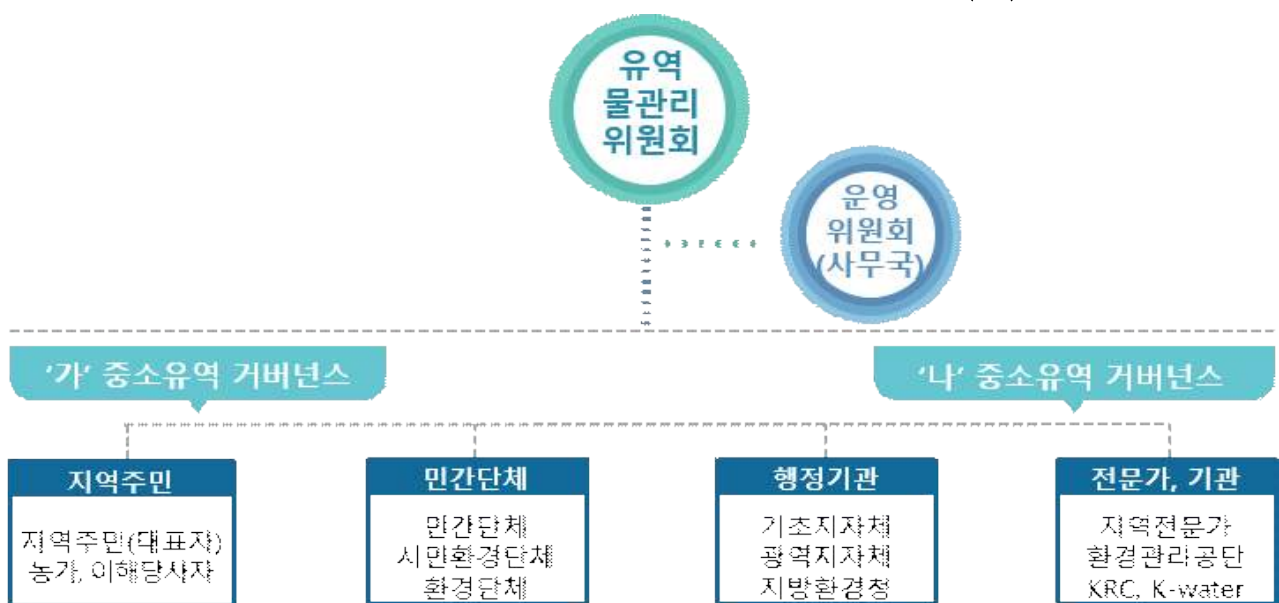 유역
물관리
위원회
운영
위원회
(사무국)
‘가’ 중소유역 거버넌스
‘나’ 중소유역 거버넌스
지역주민
지역주민(대표자)
농가, 이해당사자
민간단체
민간단체
시민환경단체
환경단체
행정기관
기초지자체
광역지자체
지방환경청
전문가, 기관
지역전문가
환경관리공단
KRC, K-water